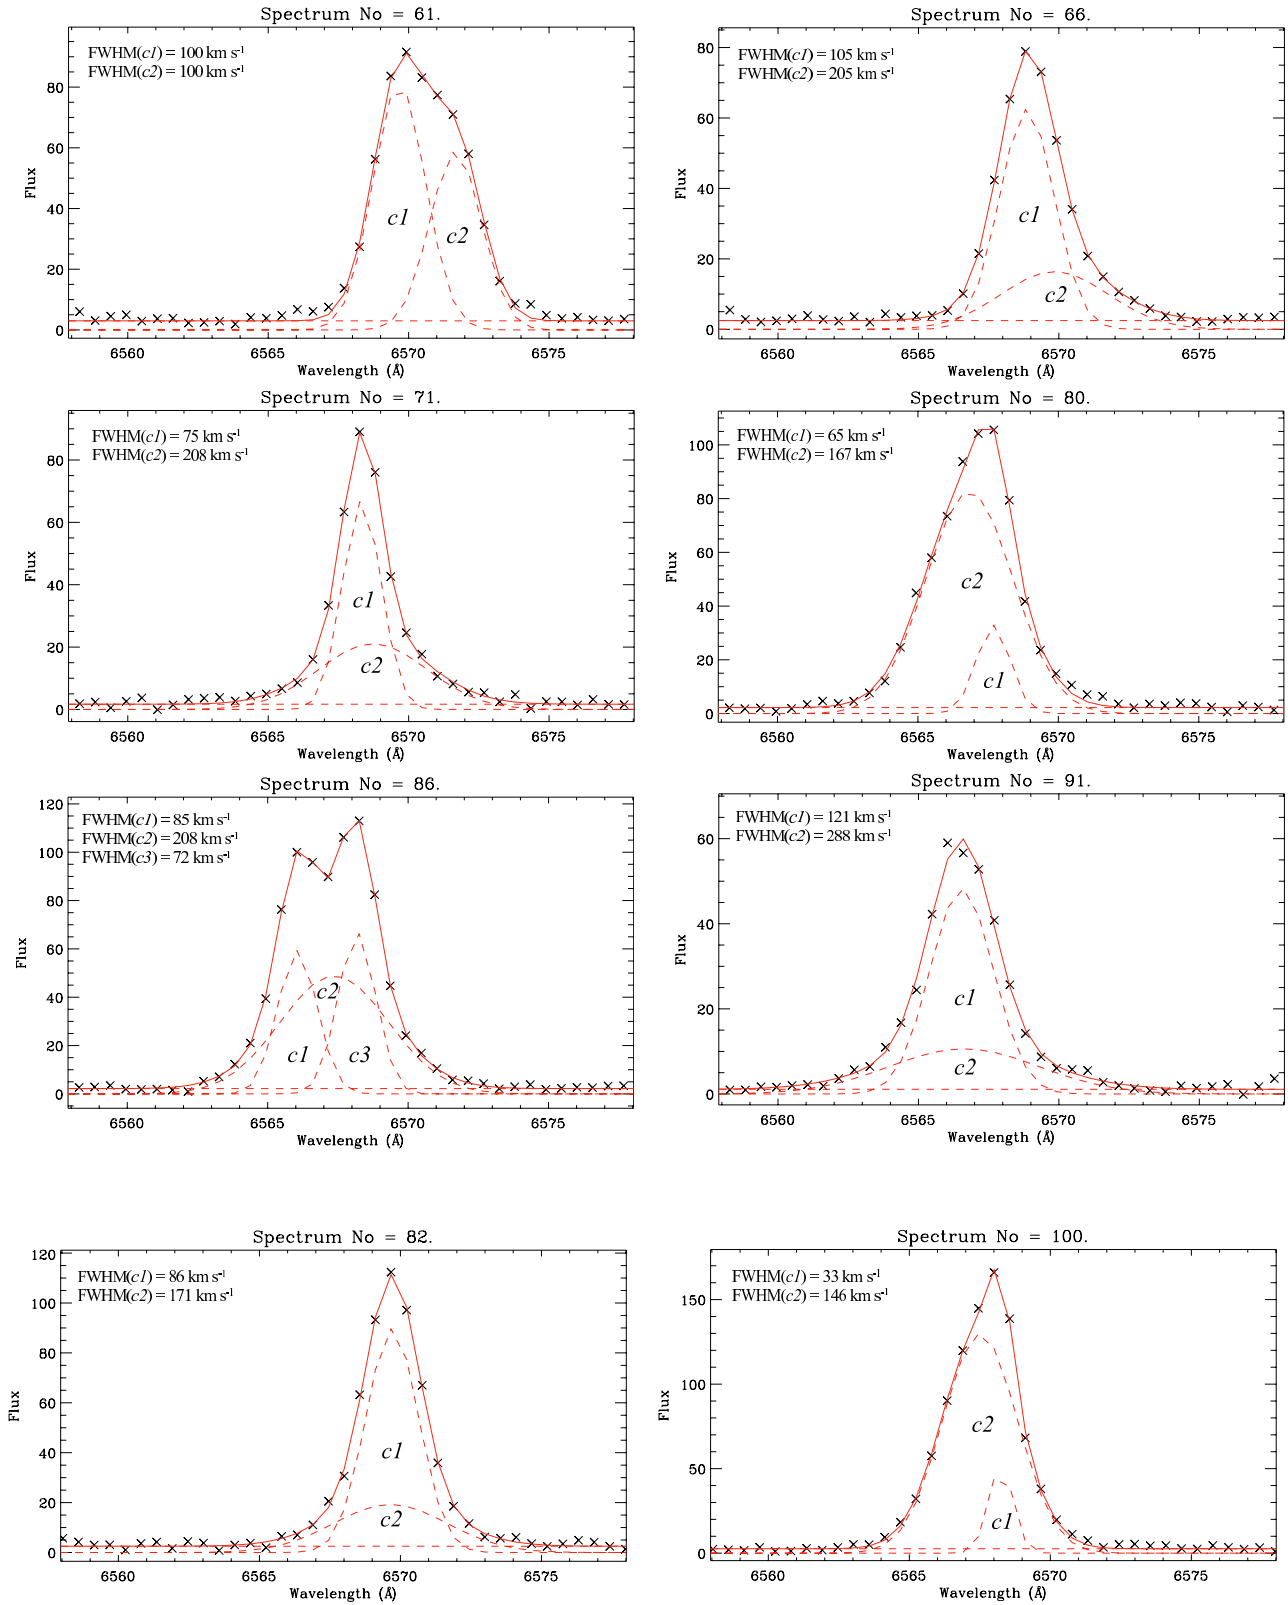 Spectrum No = 61.
FWHM(c1) = 100 km s-1
FWHM(c2) = 100 km s-1
80
60
40
20
0
Flux
c1
c2
6560
6565
6570
6575
Wavelength (Å)
Spectrum No = 66.
FWHM(c1) = 105 km s-1
FWHM(c2) = 205 km s-1
80
60
40
20
0
Flux
c1
c2
6560
6565
6570
6575
Wavelength (Å)
Spectrum No = 71.
FWHM(c1) = 75 km s-1
FWHM(c2) = 208 km s-1
80
60
40
20
0
Flux
c1
c2
6560
6565
6570
6575
Wavelength (Å)
Spectrum No = 80.
FWHM(c1) = 65 km s-1
FWHM(c2) = 167 km s-1
100
80
60
40
20
0
Flux
c2
c1
6560
6565
6570
6575
Wavelength (Å)
Spectrum No = 86.
FWHM(c1) = 85 km s-1
FWHM(c2) = 208 km s-1
FWHM(c3) = 72 km s-1
120
100
80
60
40
20
0
Flux
c2
c1
c3
6560
6565
6570
6575
Wavelength (Å)
Spectrum No = 91.
FWHM(c1) = 121 km s-1
FWHM(c2) = 288 km s-1
60
40
20
0
Flux
c1
c2
6560
6565
6570
6575
Wavelength (Å)
Spectrum No = 82.
FWHM(c1) = 86 km s-1
FWHM(c2) = 171 km s-1
120
100
80
60
40
20
0
Flux
c1
c2
6560
6565
6570
6575
Wavelength (Å)
Spectrum No = 100.
FWHM(c1) = 33 km s-1
FWHM(c2) = 146 km s-1
150
100
50
0
Flux
c2
c1
6560
6565
6570
6575
Wavelength (Å)